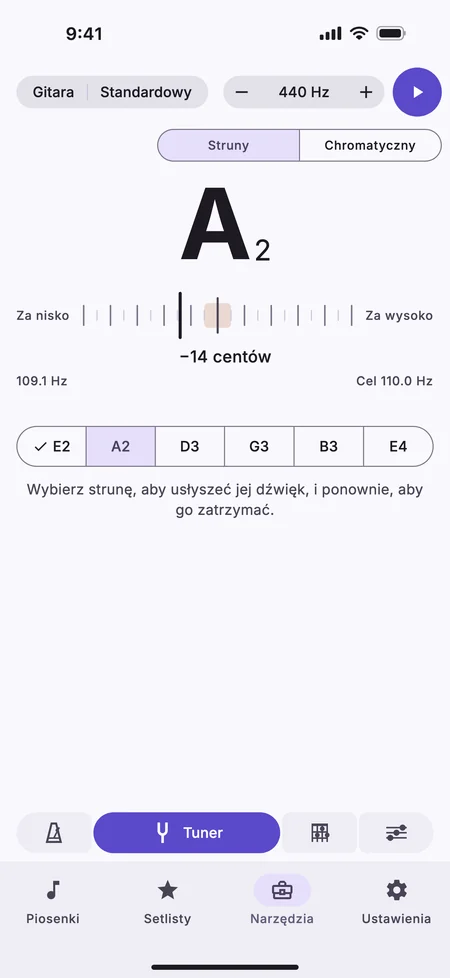 9:41
Gitara Standardowy
− 440 Hz +
Struny Chromatyczny
A2
Za nisko Za wysoko
−14 centów
109.1 Hz Cel 110.0 Hz
E2 A2 D3 G3 B3 E4
Wybierz strunę, aby usłyszeć jej dźwięk, i ponownie, aby
go zatrzymać.
Tuner
Piosenki Setlisty Narzędzia Ustawienia